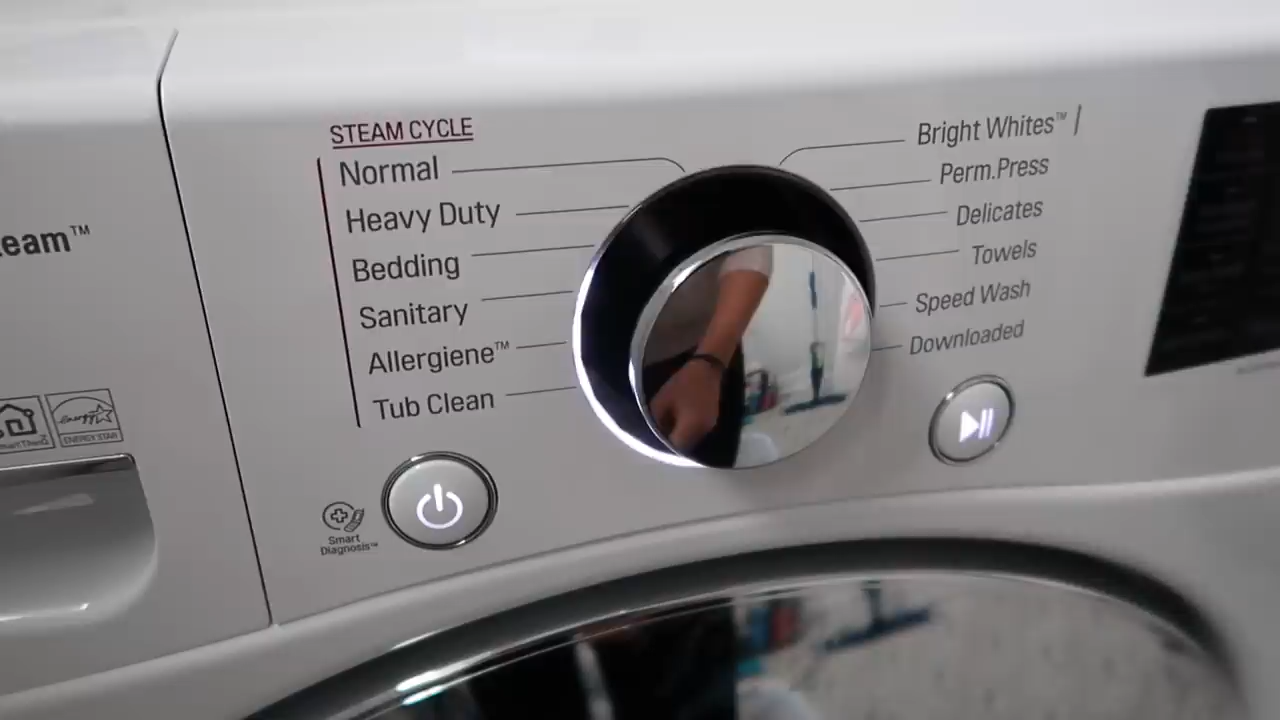 STEAM CYCLE
Normal
Heavy Duty
Bedding
Sanitary
Allergiene™
Tub Clean
Bright Whites™
Perm.Press
Delicates
Towels
Speed Wash
Downloaded
eam™
ENERGY STAR
Smart
Diagnosis™